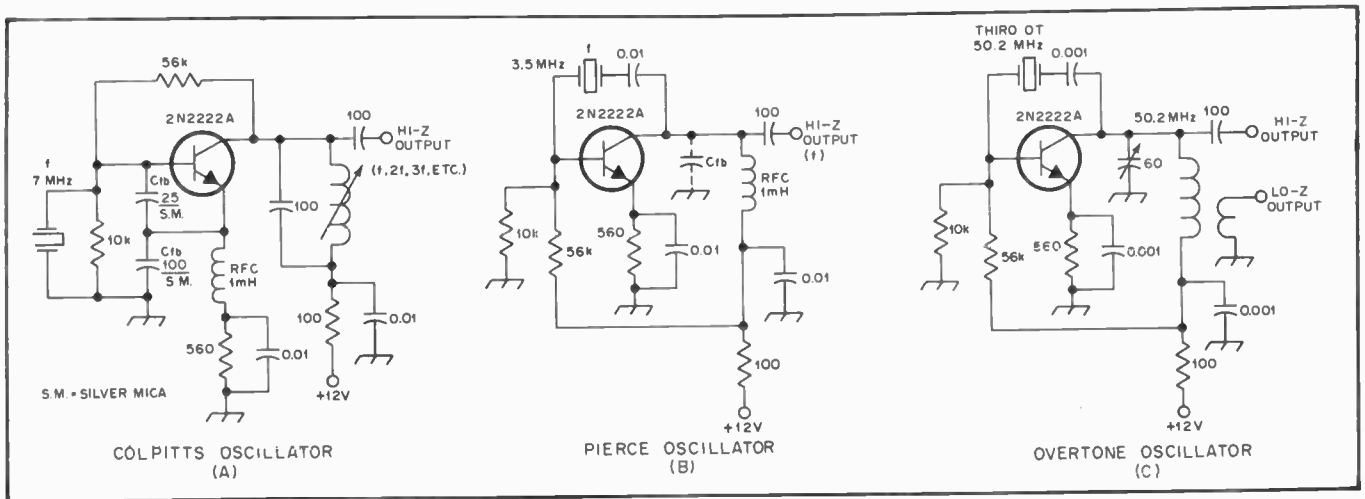 56k
2N2222A
100
HI-Z
OUTPUT
(f, 2f, 3f, ETC.)
f
7 MHz
Cfb
25
S.M.
10k
Cfb
100
S.M.
100
RFC
1mH
560
0.01
100
0.01
+12V
S.M. = SILVER MICA
COLPITTS OSCILLATOR
(A)
f
3.5 MHz
0.01
2N2222A
100
HI-Z
OUTPUT
(f)
Cfb
RFC
1mH
10k
56k
560
0.01
0.01
100
+12V
PIERCE OSCILLATOR
(B)
THIRO OT
50.2 MHz
0.001
2N2222A
50.2 MHz
100
HI-Z
OUTPUT
60
LO-Z
OUTPUT
10k
56k
560
0.001
0.001
100
+12V
OVERTONE OSCILLATOR
(C)